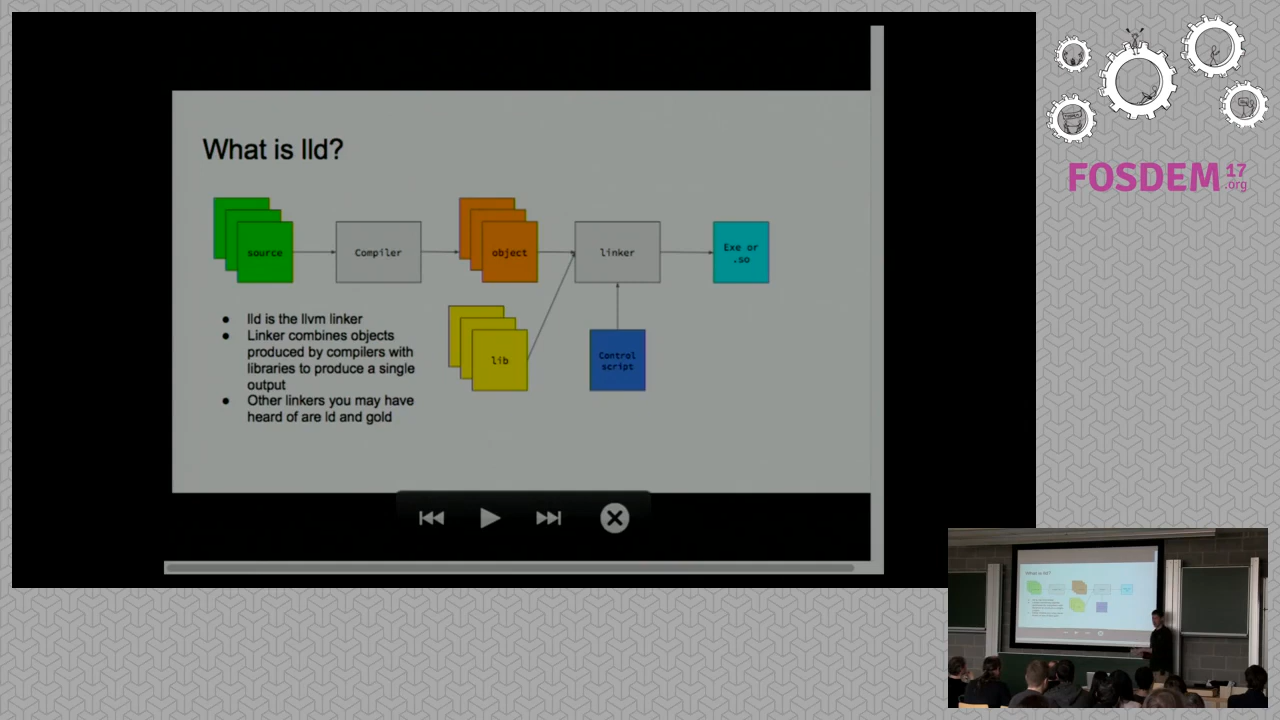 What is lld?
source
Compiler
object
linker
Exe or
.so
lib
Control
script
● lld is the llvm linker
● Linker combines objects
produced by compilers with
libraries to produce a single
output
● Other linkers you may have
heard of are ld and gold
FOSDEM 17
.org